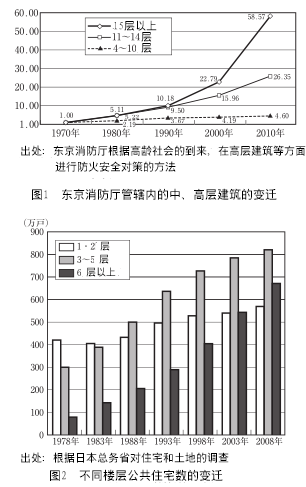 60.00
50.00
40.00
30.00
20.00
10.00
1.00
15层以上
11～14层
4～10层
58.57
26.35
4.60
22.79
15.96
4.19
10.18
9.50
3.67
5.11
1.00
1970年 1980年 1990年 2000年 2010年
出处：东京消防厅根据高龄社会的到来，在高层建筑等方面
进行防火安全对策的方法
图1 东京消防厅管辖内的中、高层建筑的变迁
(万户)
900
800
700
600
500
400
300
200
100
0
1・2 层
3～5 层
6 层以上
1978年 1983年 1988年 1993年 1998年 2003年 2008年
出处：根据日本总务省对住宅和土地的调查
图2 不同楼层公共住宅数的变迁